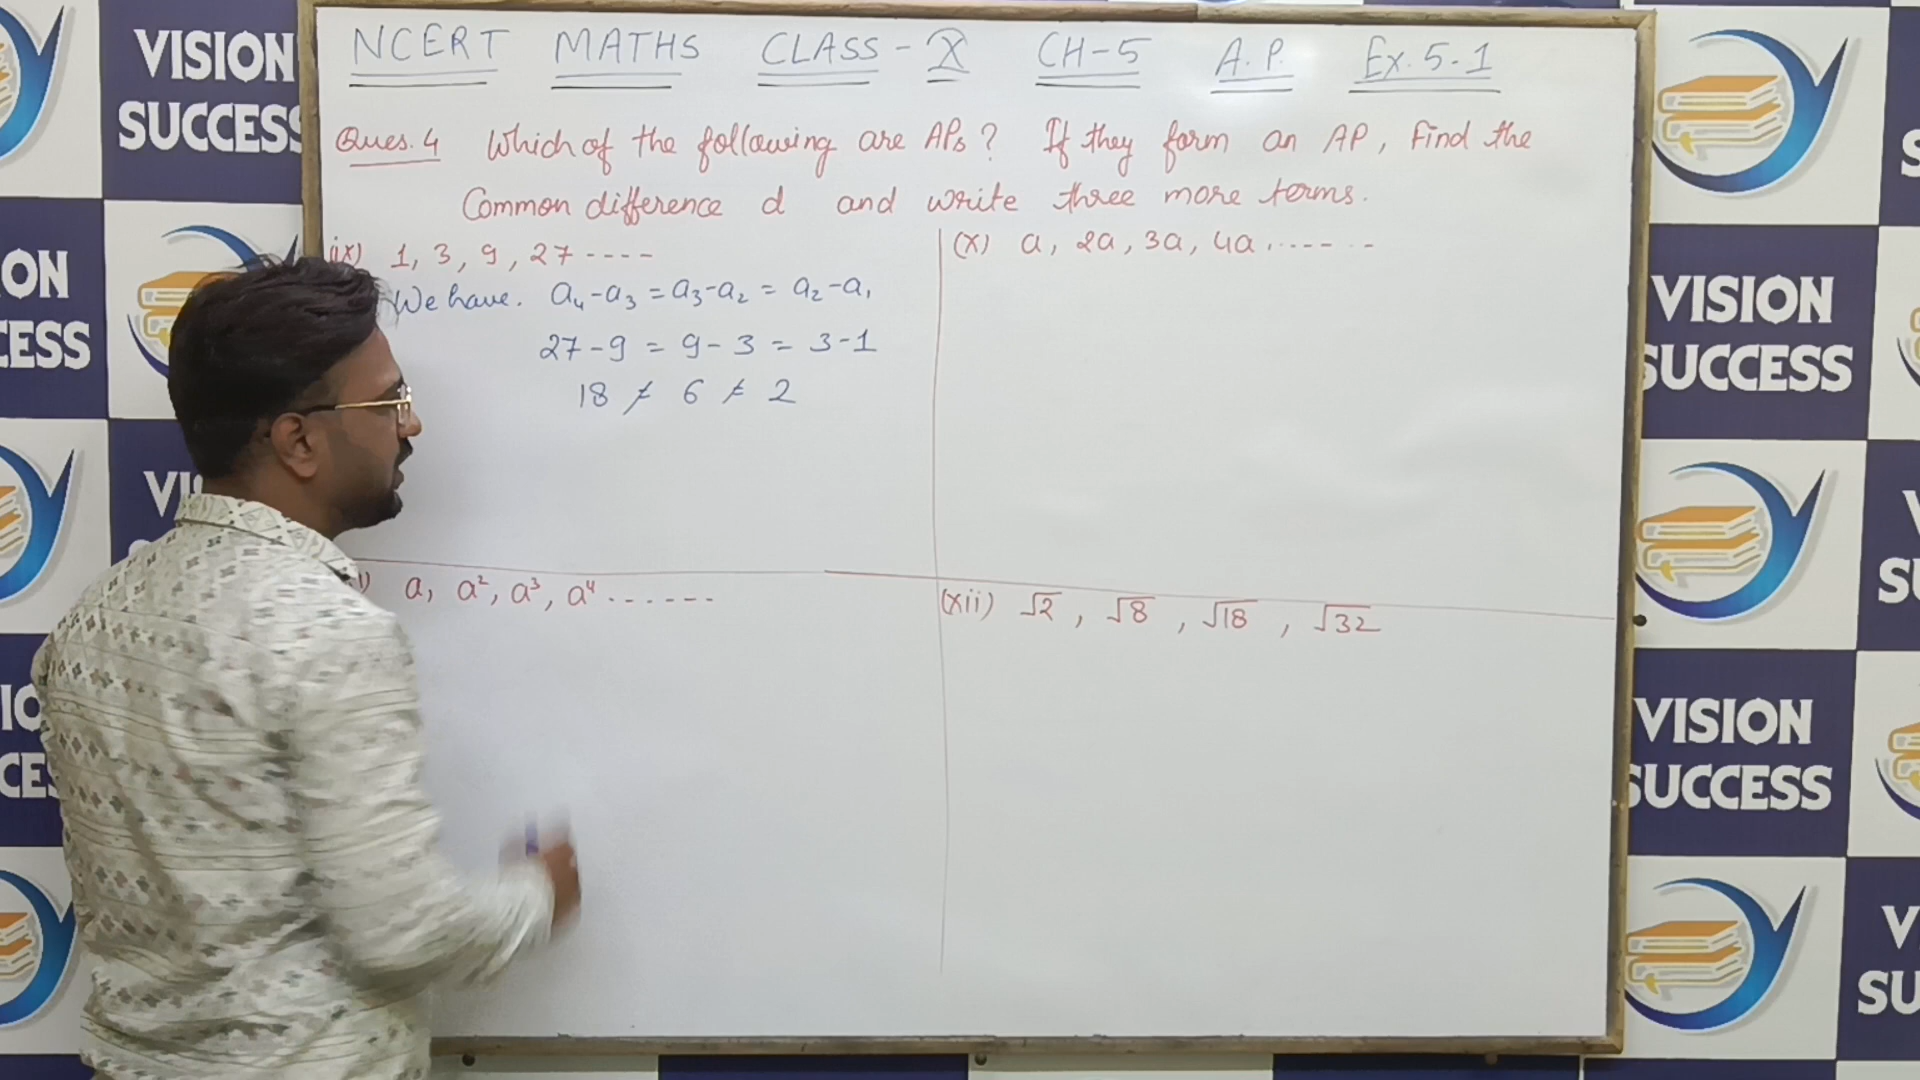 NCERT MATHS CLASS - X CH-5 A.P. Ex. 5.1
Ques. 4 Which of the following are APs? If they form an AP, Find the
Common difference d and write three more terms.
ix) 1, 3, 9, 27 ----
We have. a₄-a₃ = a₃-a₂ = a₂-a₁
27-9 = 9-3 = 3-1
18 ≠ 6 ≠ 2
(X) a, 2a, 3a, 4a, ------
) a, a², a³, a⁴ ------
(xii) √2, √8, √18, √32
VISION
SUCCESS
VISION
SUCCESS
VISION
SUCCESS